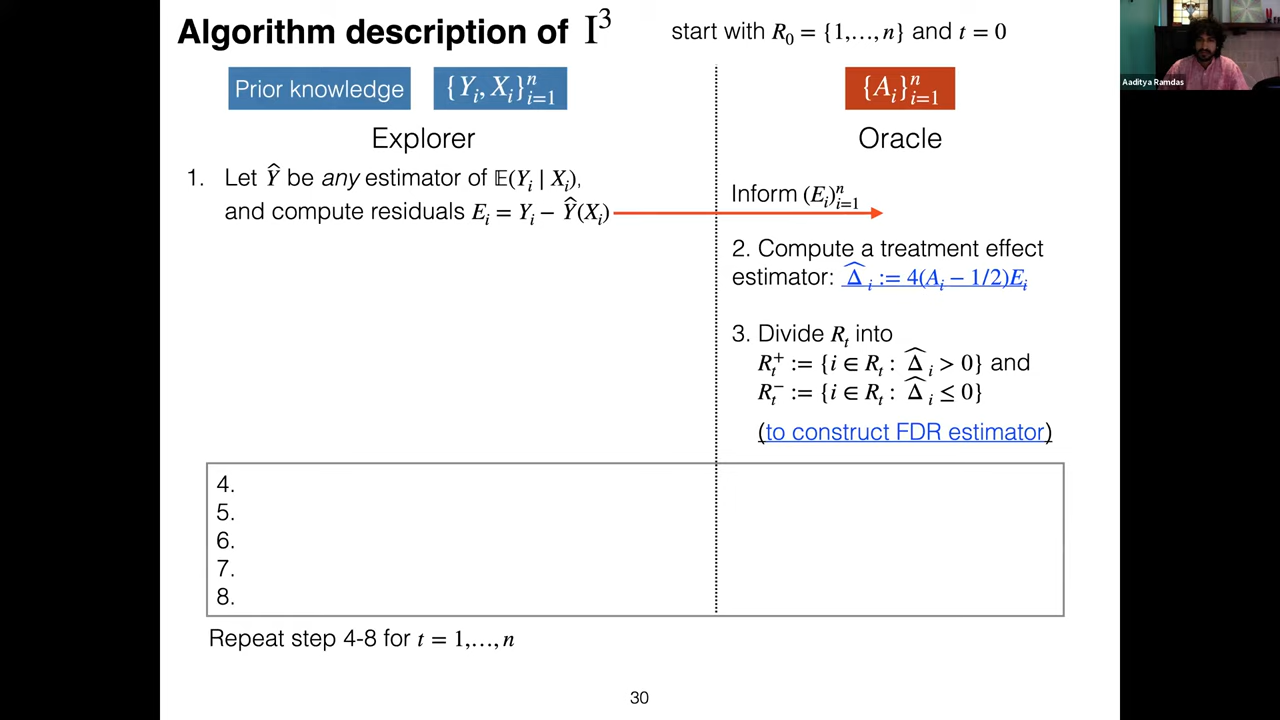 Algorithm description of I³
start with R₀ = {1,…, n} and t = 0
Aaditya Ramdas
Prior knowledge
{Yᵢ, Xᵢ}ⁿᵢ₌₁
{Aᵢ}ⁿᵢ₌₁
Explorer
Oracle
1. Let Ŷ be any estimator of 𝔼(Yᵢ | Xᵢ),
and compute residuals Eᵢ = Yᵢ − Ŷ(Xᵢ)
Inform (Eᵢ)ⁿᵢ₌₁
2. Compute a treatment effect
estimator: Δ̂ᵢ := 4(Aᵢ − 1/2)Eᵢ
3. Divide Rₜ into
Rₜ⁺ := {i ∈ Rₜ : Δ̂ᵢ > 0} and
Rₜ⁻ := {i ∈ Rₜ : Δ̂ᵢ ≤ 0}
(to construct FDR estimator)
4.
5.
6.
7.
8.
Repeat step 4-8 for t = 1,…, n
30